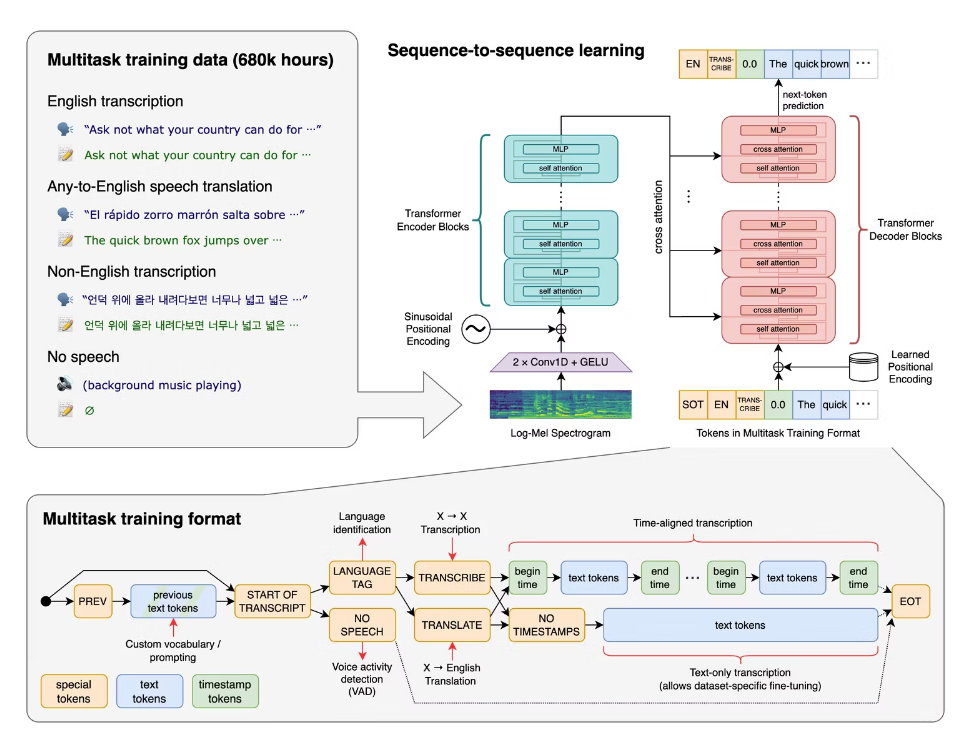 Multitask training data (680k hours)
English transcription
“Ask not what your country can do for ⋯”
Ask not what your country can do for ⋯
Any-to-English speech translation
“El rápido zorro marrón salta sobre ⋯”
The quick brown fox jumps over ⋯
Non-English transcription
“언덕 위에 올라 내려다보면 너무나 넓고 넓은 ⋯”
언덕 위에 올라 내려다보면 너무나 넓고 넓은 ⋯
No speech
(background music playing)
∅
Sequence-to-sequence learning
EN
TRANS-
CRIBE
0.0
The
quick
brown
⋯
next-token
prediction
MLP
self attention
⋮
MLP
self attention
MLP
self attention
Transformer
Encoder Blocks
cross attention
⋮
MLP
cross attention
self attention
⋮
MLP
cross attention
self attention
MLP
cross attention
self attention
Transformer
Decoder Blocks
Sinusoidal
Positional
Encoding
~
2 × Conv1D + GELU
Log-Mel Spectrogram
Learned
Positional
Encoding
SOT
EN
TRANS-
CRIBE
0.0
The
quick
⋯
Tokens in Multitask Training Format
Multitask training format
PREV
previous
text tokens
Custom vocabulary /
prompting
START OF
TRANSCRIPT
Language
identification
LANGUAGE
TAG
NO
SPEECH
Voice activity
detection
(VAD)
X → X
Transcription
TRANSCRIBE
TRANSLATE
X → English
Translation
Time-aligned transcription
begin
time
text tokens
end
time
⋯
begin
time
text tokens
end
time
NO
TIMESTAMPS
text tokens
Text-only transcription
(allows dataset-specific fine-tuning)
EOT
special
tokens
text
tokens
timestamp
tokens